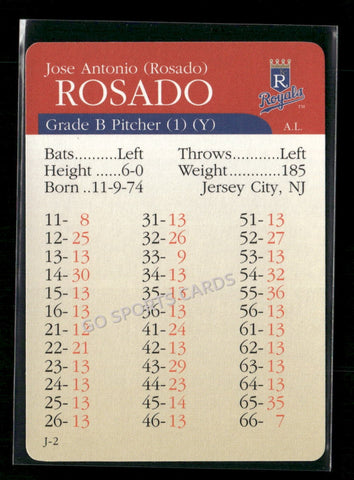 Jose Antonio (Rosado)
ROSADO
R
Royals
TM
Grade B Pitcher (1) (Y)
A.L.
Bats..........Left Throws..........Left
Height ......6-0 Weight...........185
Born ..11-9-74 Jersey City, NJ
11- 8 31-13 51-13
12-25 32-26 52-27
13-13 33- 9 53-13
14-30 34-13 54-32
15-13 35-13 55-36
16-13 36-13 56-13
21-12 41-24 61-13
22-21 42-13 62-13
23-13 43-29 63-13
24-13 44-13 64-13
25-13 45-14 65-35
26-13 46-13 66- 7
GO SPORTS CARDS
J-2